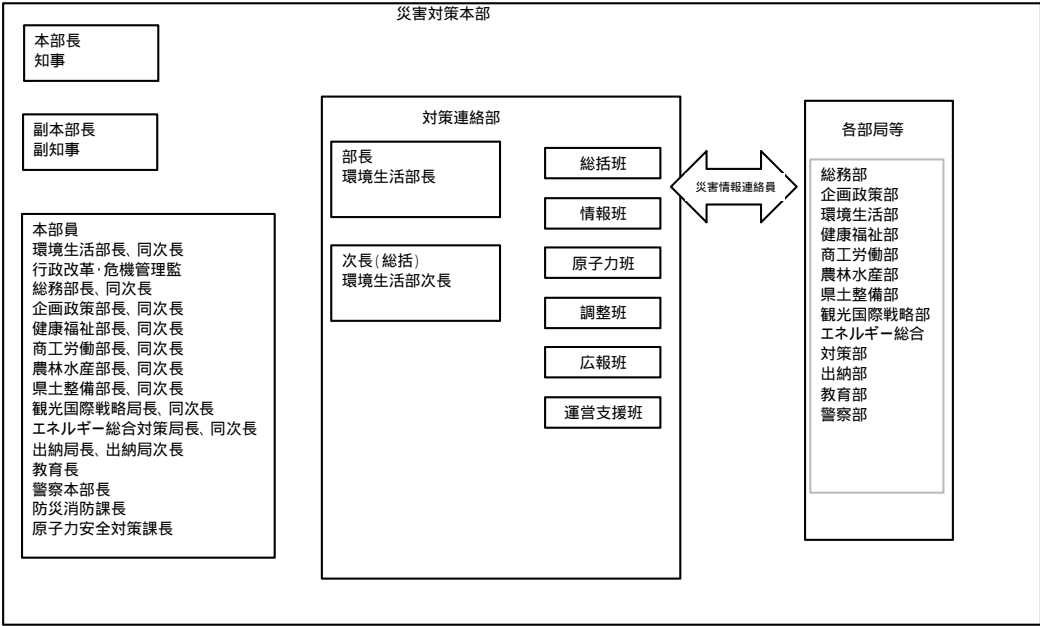 災害対策本部
本部長
知事
副本部長
副知事
本部員
環境生活部長、同次長
行政改革・危機管理監
総務部長、同次長
企画政策部長、同次長
健康福祉部長、同次長
商工労働部長、同次長
農林水産部長、同次長
県土整備部長、同次長
観光国際戦略局長、同次長
エネルギー総合対策局長、同次長
出納局長、出納局次長
教育長
警察本部長
防災消防課長
原子力安全対策課長
対策連絡部
部長
環境生活部長
次長(総括)
環境生活部次長
総括班
情報班
原子力班
調整班
広報班
運営支援班
災害情報連絡員
各部局等
総務部
企画政策部
環境生活部
健康福祉部
商工労働部
農林水産部
県土整備部
観光国際戦略部
エネルギー総合
対策部
出納部
教育部
警察部